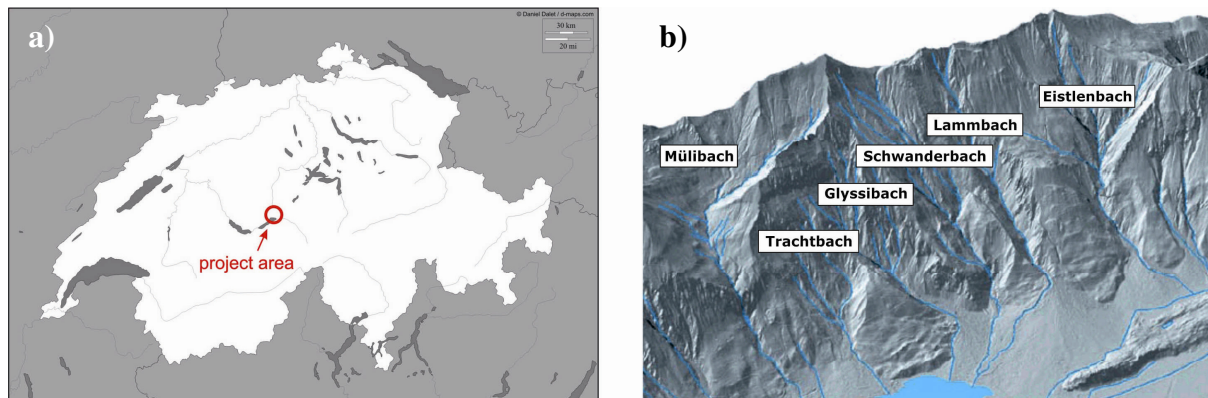 a)
© Daniel Dalet / d-maps.com
30 km
20 mi
project area
b)
Eistlenbach
Lammbach
Mülibach
Schwanderbach
Glyssibach
Trachtbach